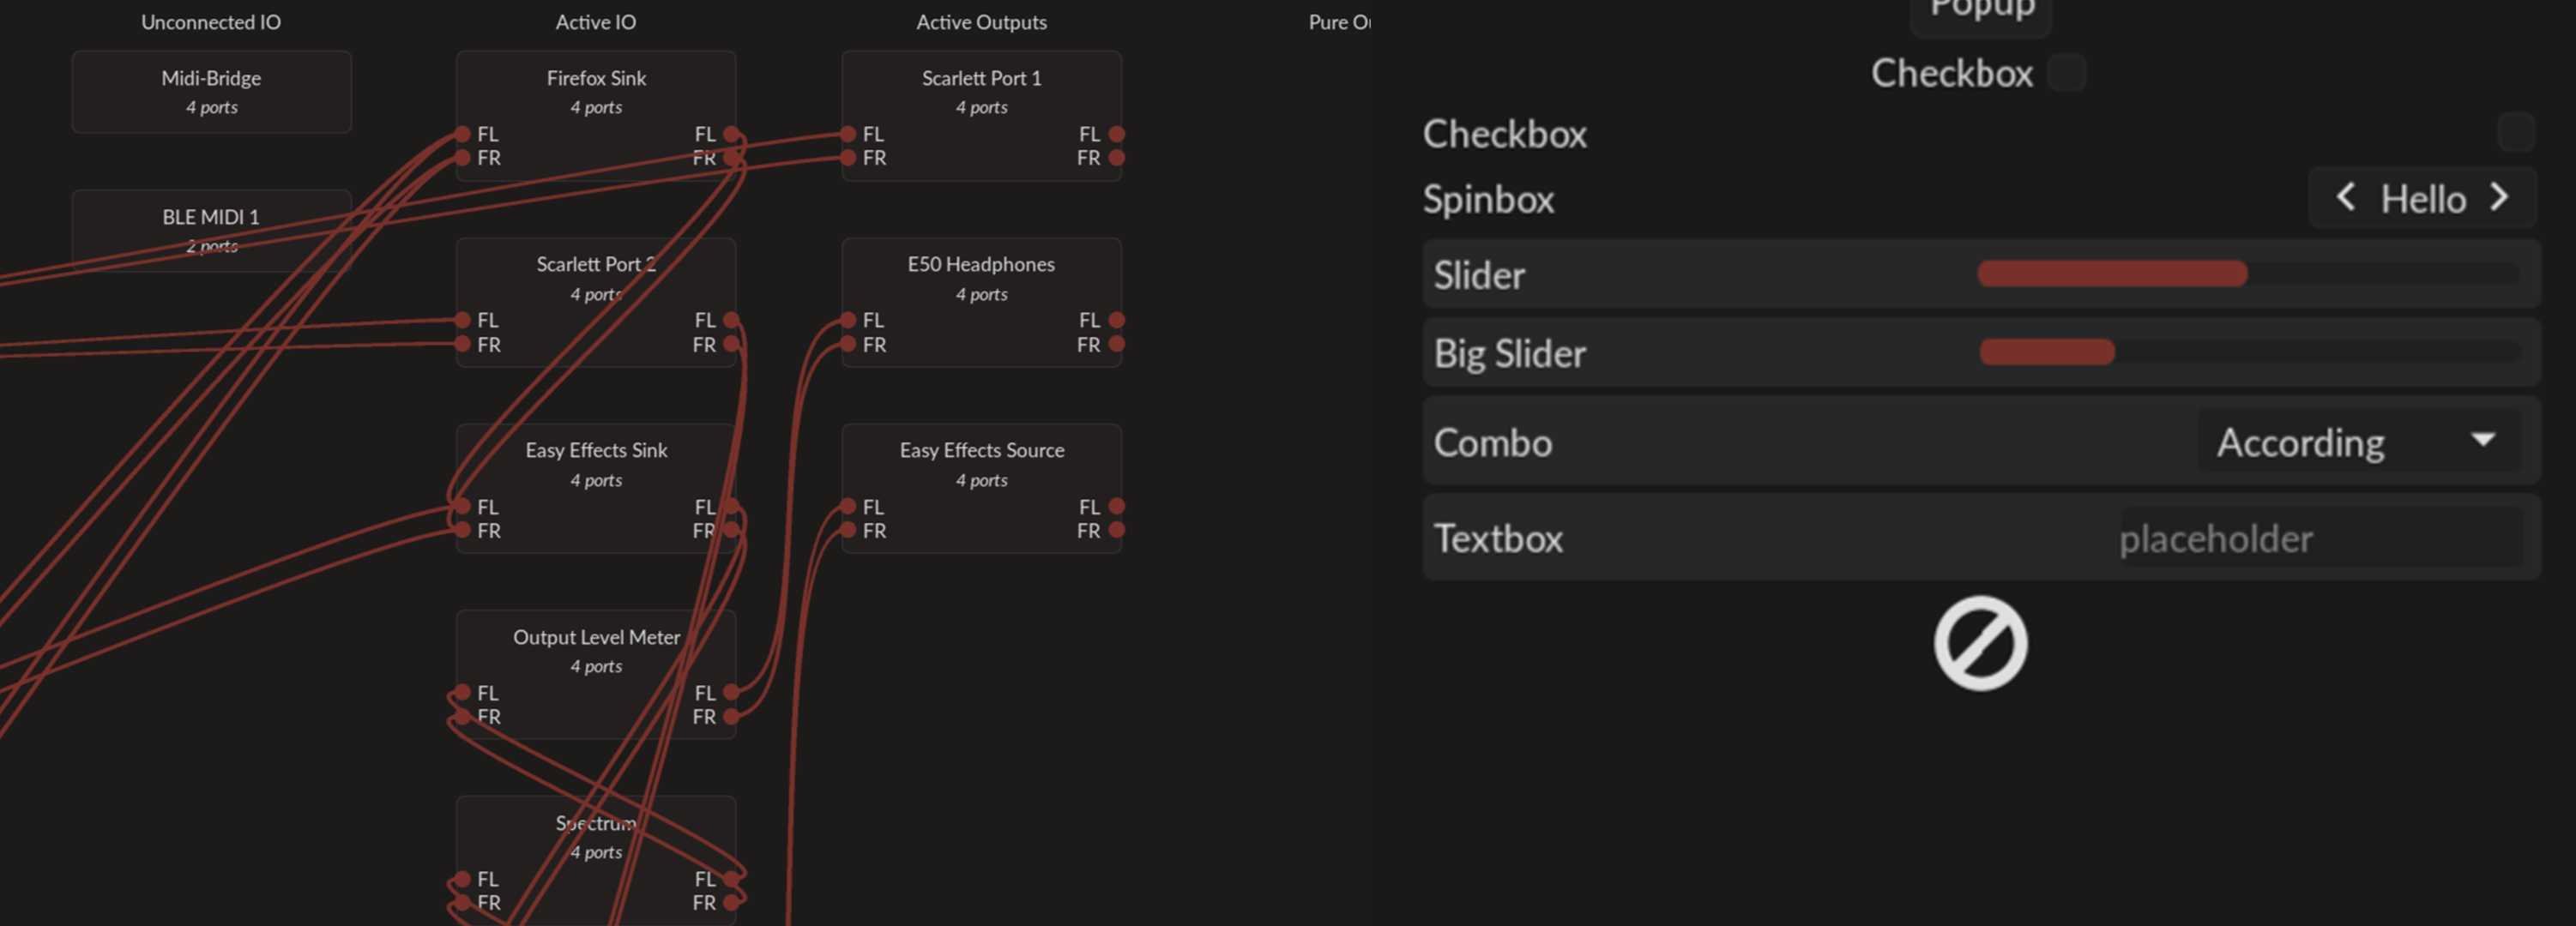 Unconnected IO
Midi-Bridge
4 ports
BLE MIDI 1
2 ports
Active IO
Firefox Sink
4 ports
FL FL
FR FR
Scarlett Port 2
4 ports
FL FL
FR FR
Easy Effects Sink
4 ports
FL FL
FR FR
Output Level Meter
4 ports
FL FL
FR FR
Spectrum
4 ports
FL FL
FR FR
Active Outputs
Scarlett Port 1
4 ports
FL FL
FR FR
E50 Headphones
4 ports
FL FL
FR FR
Easy Effects Source
4 ports
FL FL
FR FR
Pure
Popup
Checkbox
Checkbox
Spinbox Hello
Slider
Big Slider
Combo According
Textbox placeholder